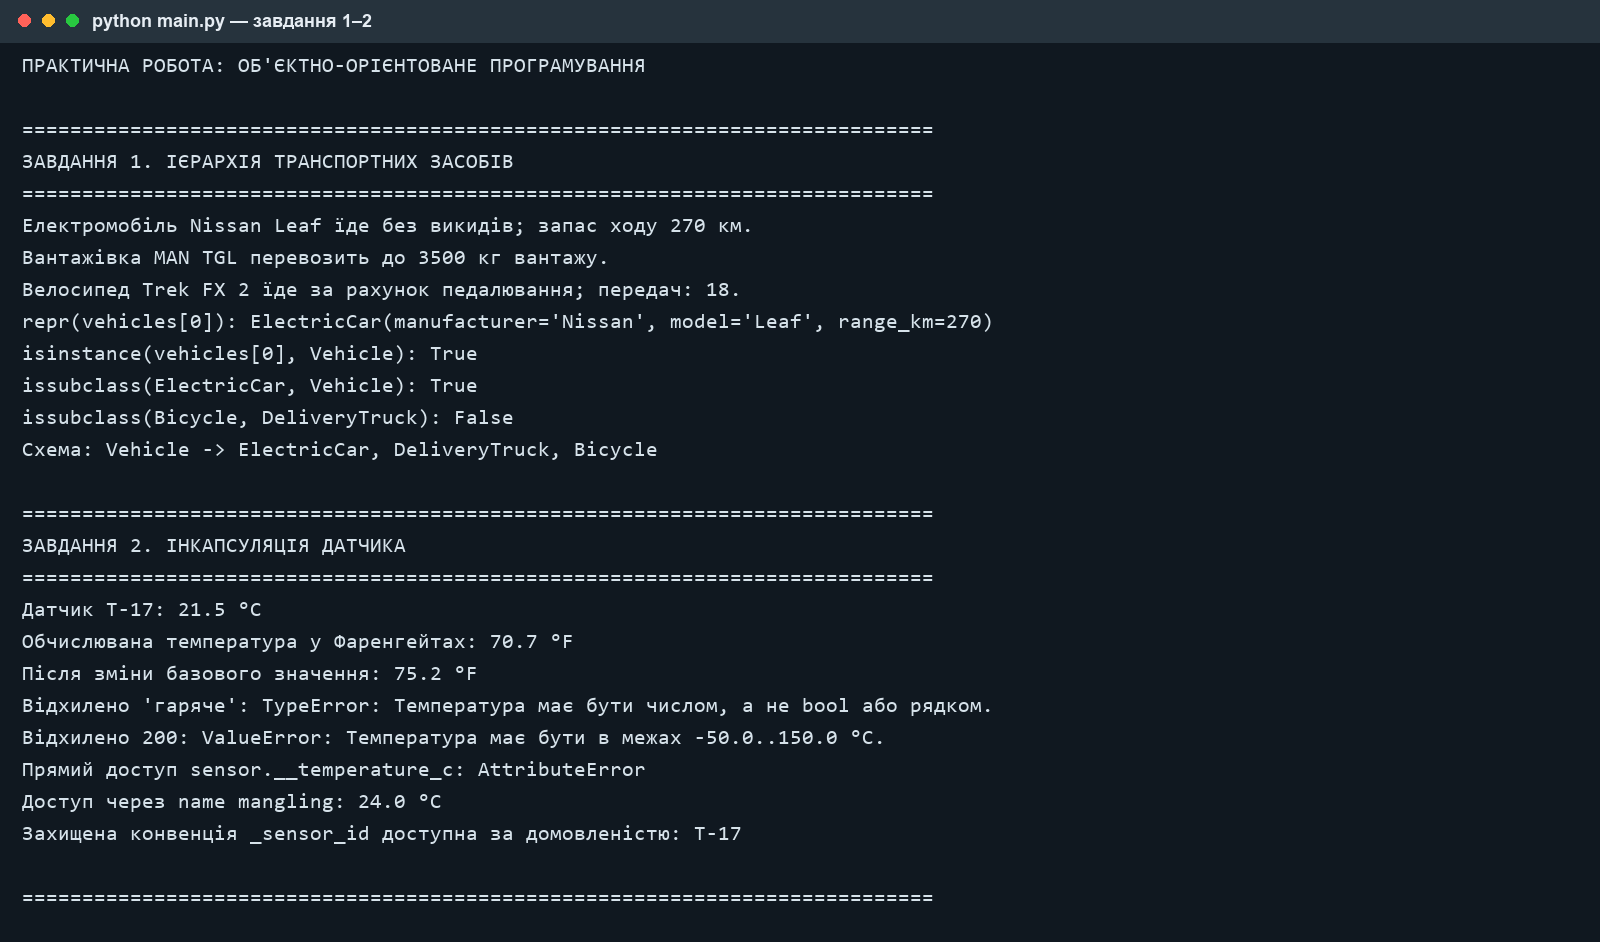 python main.py — завдання 1–2
ПРАКТИЧНА РОБОТА: ОБ'ЄКТНО-ОРІЄНТОВАНЕ ПРОГРАМУВАННЯ
============================================================================
ЗАВДАННЯ 1. ІЄРАРХІЯ ТРАНСПОРТНИХ ЗАСОБІВ
============================================================================
Електромобіль Nissan Leaf їде без викидів; запас ходу 270 км.
Вантажівка MAN TGL перевозить до 3500 кг вантажу.
Велосипед Trek FX 2 їде за рахунок педалювання; передач: 18.
repr(vehicles[0]): ElectricCar(manufacturer='Nissan', model='Leaf', range_km=270)
isinstance(vehicles[0], Vehicle): True
issubclass(ElectricCar, Vehicle): True
issubclass(Bicycle, DeliveryTruck): False
Схема: Vehicle -> ElectricCar, DeliveryTruck, Bicycle
============================================================================
ЗАВДАННЯ 2. ІНКАПСУЛЯЦІЯ ДАТЧИКА
============================================================================
Датчик T-17: 21.5 °C
Обчислювана температура у Фаренгейтах: 70.7 °F
Після зміни базового значення: 75.2 °F
Відхилено 'гаряче': TypeError: Температура має бути числом, а не bool або рядком.
Відхилено 200: ValueError: Температура має бути в межах -50.0..150.0 °C.
Прямий доступ sensor.__temperature_c: AttributeError
Доступ через name mangling: 24.0 °C
Захищена конвенція _sensor_id доступна за домовленістю: T-17
============================================================================